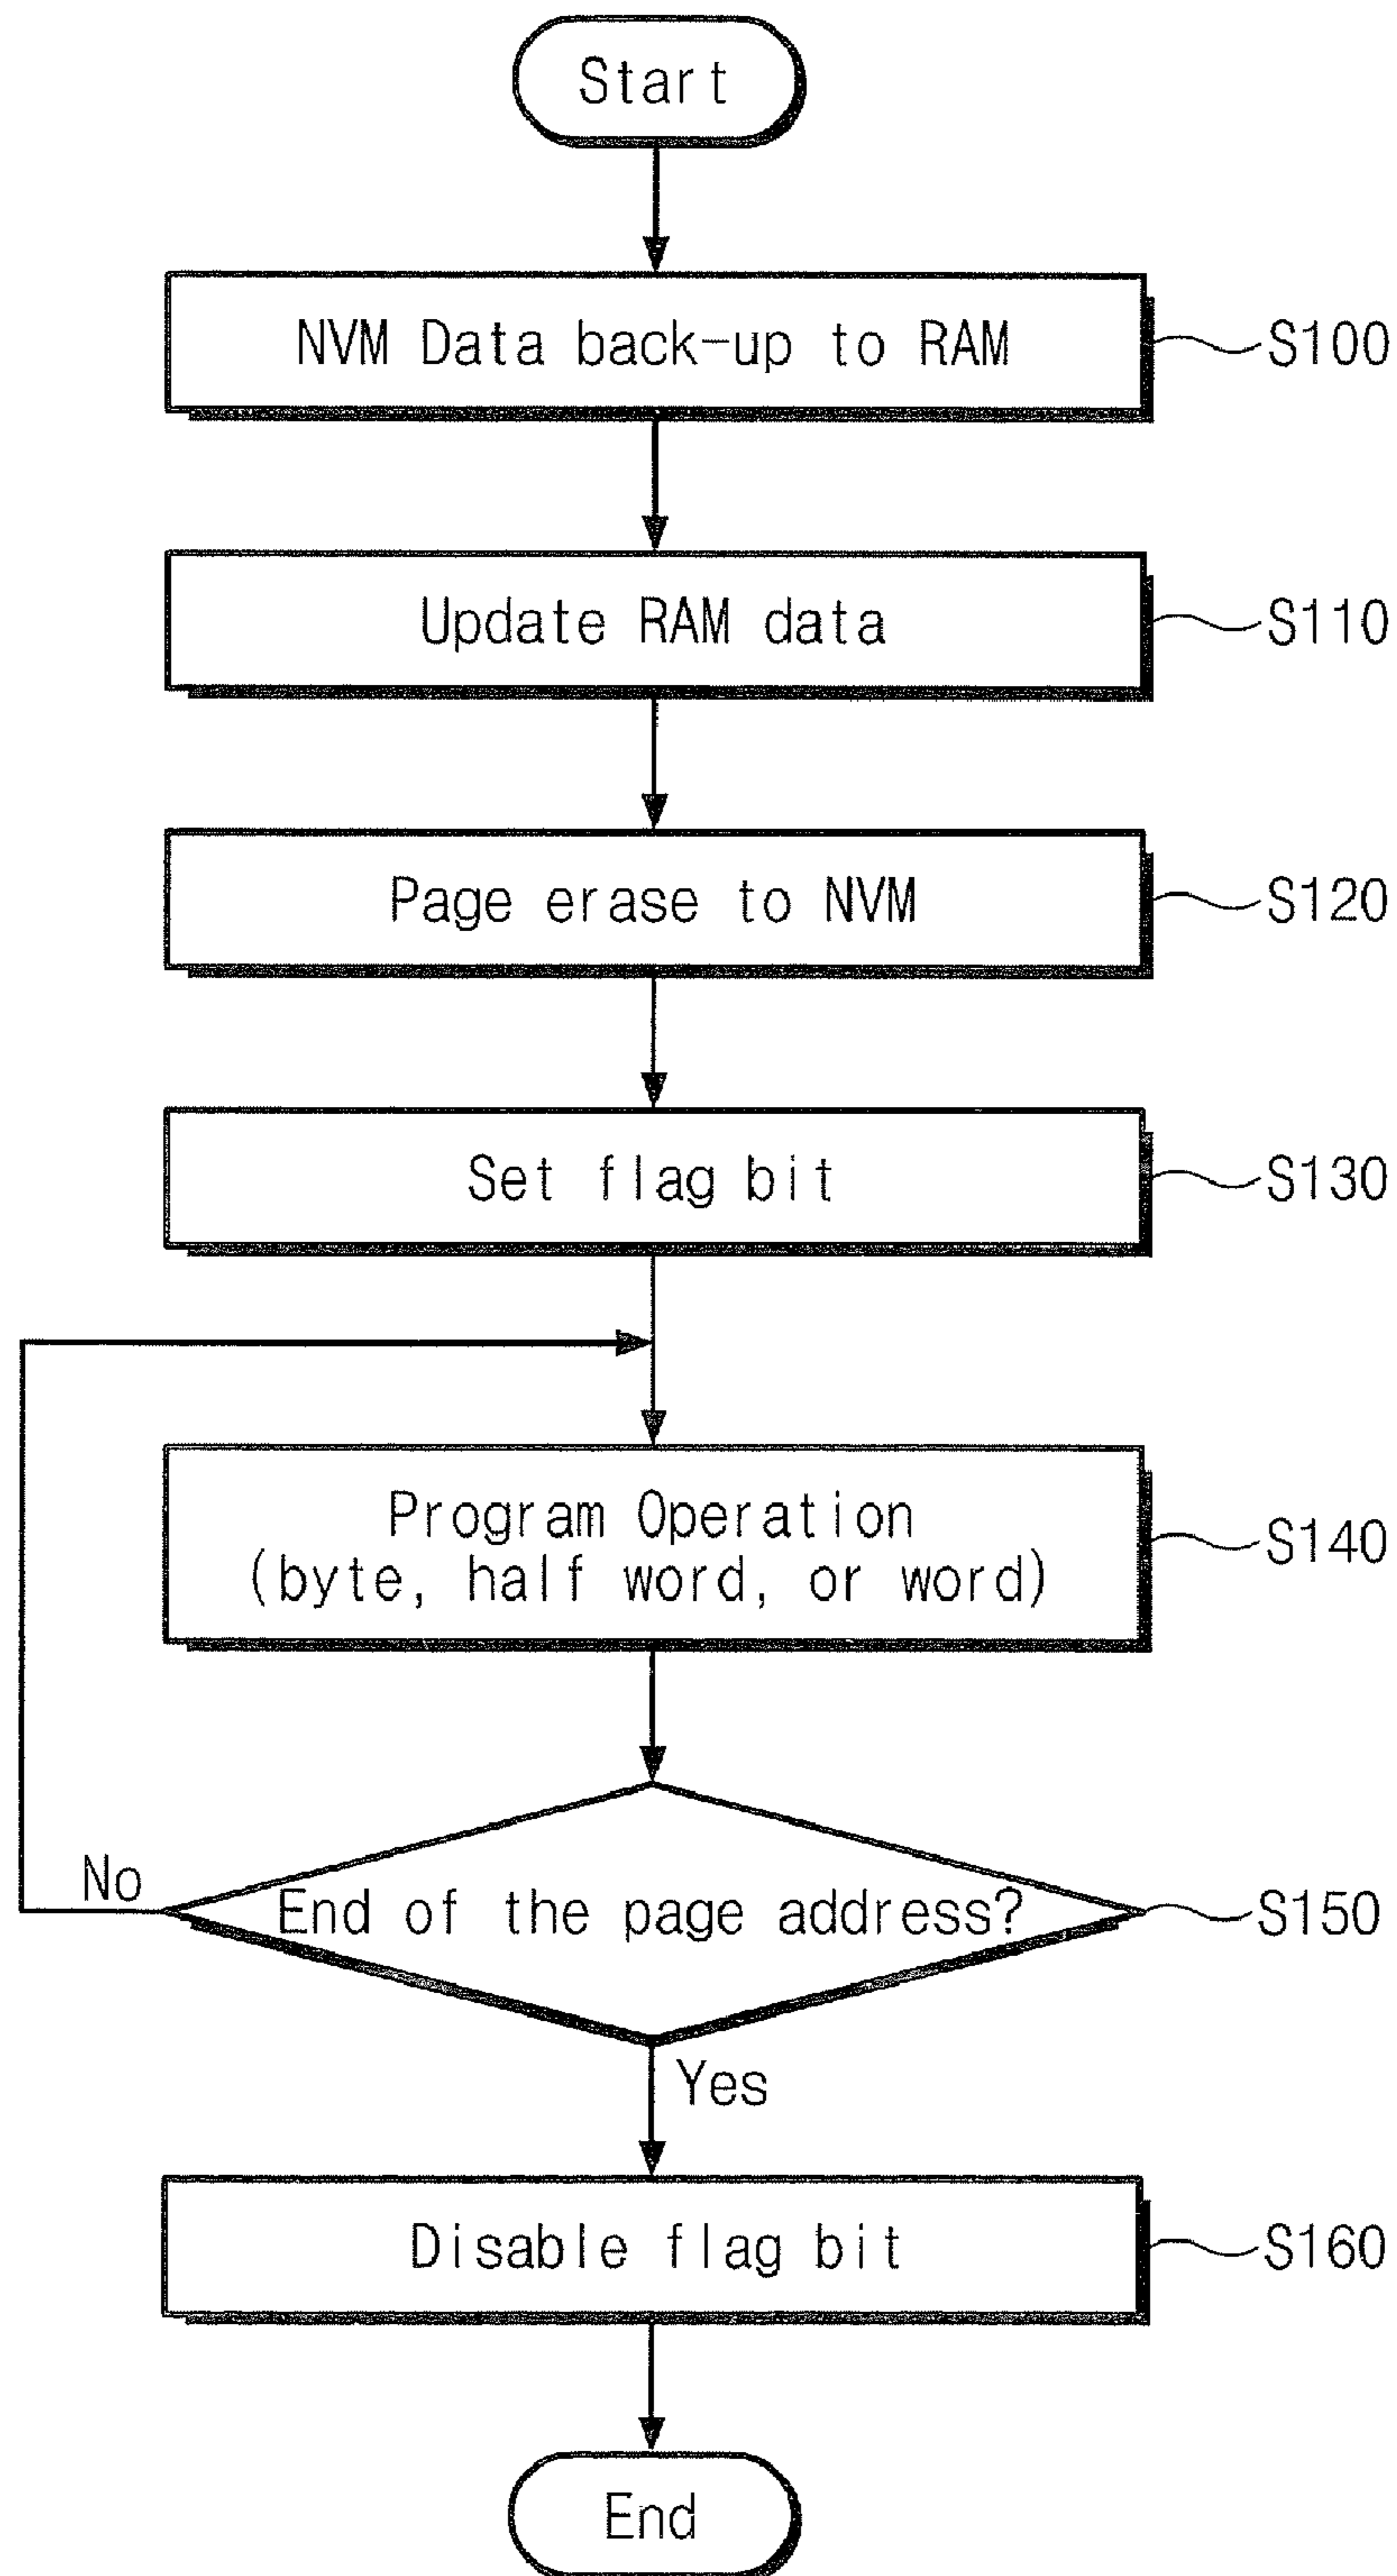 Start
NVM Data back-up to RAM
S100
Update RAM data
S110
Page erase to NVM
S120
Set flag bit
S130
Program Operation
(byte, half word, or word)
S140
No
End of the page address?
S150
Yes
Disable flag bit
S160
End